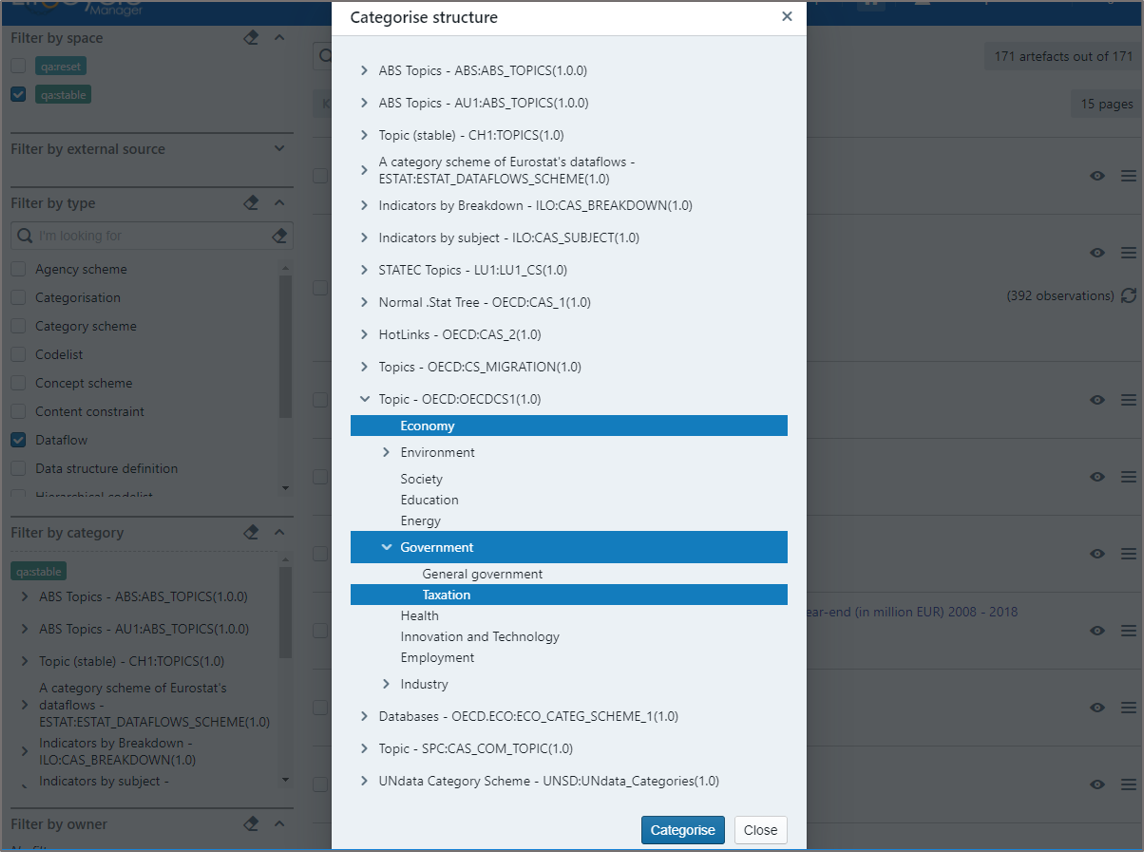 Manager
Categorise structure
Filter by space
qa:reset
qa:stable
Filter by external source
Filter by type
I'm looking for
Agency scheme
Categorisation
Category scheme
Codelist
Concept scheme
Content constraint
Dataflow
Data structure definition
Hierarchical codelist
Filter by category
qa:stable
ABS Topics - ABS:ABS_TOPICS(1.0.0)
ABS Topics - AU1:ABS_TOPICS(1.0.0)
Topic (stable) - CH1:TOPICS(1.0)
A category scheme of Eurostat's
dataflows -
ESTAT:ESTAT_DATAFLOWS_SCHEME(1.0)
Indicators by Breakdown -
ILO:CAS_BREAKDOWN(1.0)
Indicators by subject -
Filter by owner
ABS Topics - ABS:ABS_TOPICS(1.0.0)
ABS Topics - AU1:ABS_TOPICS(1.0.0)
Topic (stable) - CH1:TOPICS(1.0)
A category scheme of Eurostat's dataflows -
ESTAT:ESTAT_DATAFLOWS_SCHEME(1.0)
Indicators by Breakdown - ILO:CAS_BREAKDOWN(1.0)
Indicators by subject - ILO:CAS_SUBJECT(1.0)
STATEC Topics - LU1:LU1_CS(1.0)
Normal .Stat Tree - OECD:CAS_1(1.0)
HotLinks - OECD:CAS_2(1.0)
Topics - OECD:CS_MIGRATION(1.0)
Topic - OECD:OECDCS1(1.0)
Economy
Environment
Society
Education
Energy
Government
General government
Taxation
Health
Innovation and Technology
Employment
Industry
Databases - OECD.ECO:ECO_CATEG_SCHEME_1(1.0)
Topic - SPC:CAS_COM_TOPIC(1.0)
UNdata Category Scheme - UNSD:UNdata_Categories(1.0)
Categorise
Close
171 artefacts out of 171
15 pages
(392 observations)
ear-end (in million EUR) 2008 - 2018